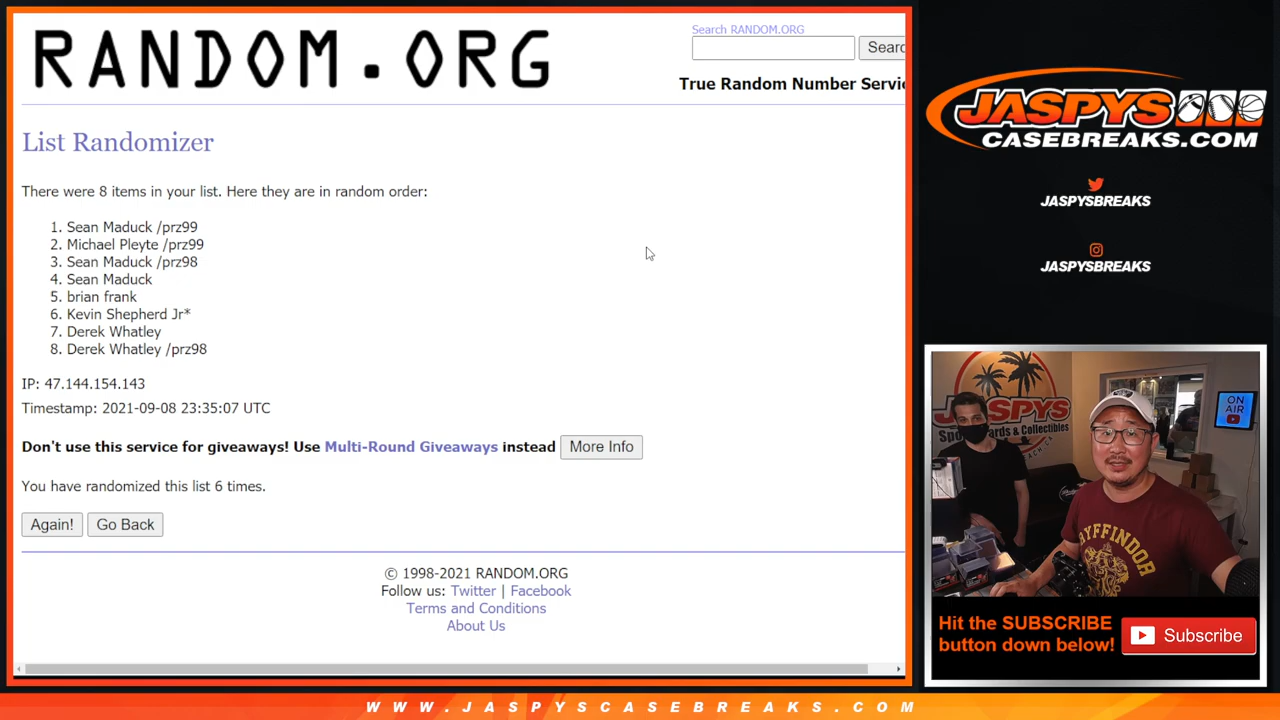 RANDOM.ORG
Search RANDOM.ORG
Searc
True Random Number Servic
List Randomizer
There were 8 items in your list. Here they are in random order:
1. Sean Maduck /prz99
2. Michael Pleyte /prz99
3. Sean Maduck /prz98
4. Sean Maduck
5. brian frank
6. Kevin Shepherd Jr*
7. Derek Whatley
8. Derek Whatley /prz98
IP: 47.144.154.143
Timestamp: 2021-09-08 23:35:07 UTC
Don't use this service for giveaways! Use Multi-Round Giveaways instead More Info
You have randomized this list 6 times.
Again! Go Back
© 1998-2021 RANDOM.ORG
Follow us: Twitter | Facebook
Terms and Conditions
About Us
JASPYS
CASEBREAKS.COM
JASPYSBREAKS
JASPYSBREAKS
JASPYS
ON
AIR
GRYFFINDOR
Hit the SUBSCRIBE
button down below!
Subscribe
WWW.JASPYSCASEBREAKS.COM